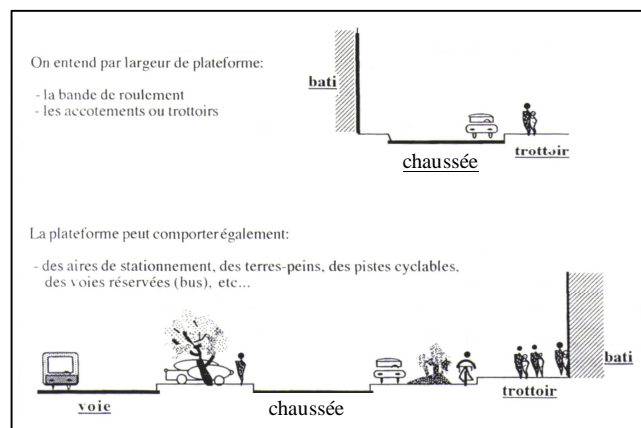 On entend par largeur de plateforme:
- la bande de roulement
- les accotements ou trottoirs
bati
chaussée
trottoir
La plateforme peut comporter également:
- des aires de stationnement, des terres-peins, des pistes cyclables,
des voies réservées (bus), etc...
bati
trottoir
voie
chaussée